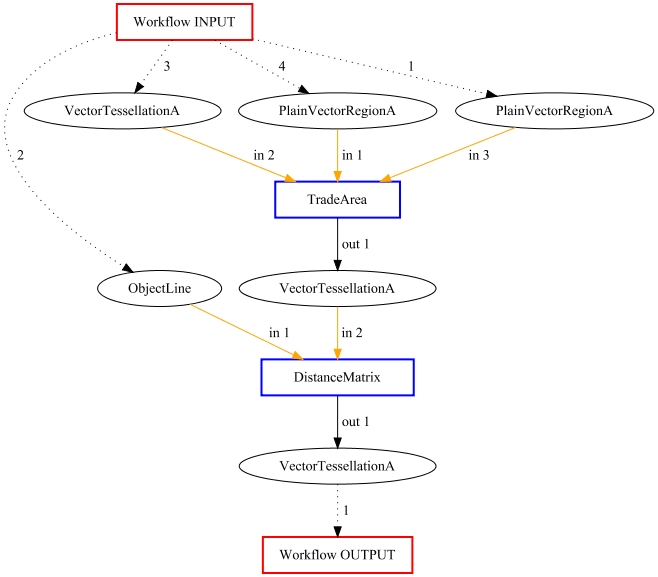 Workflow INPUT
3
4
1
VectorTessellationA
PlainVectorRegionA
PlainVectorRegionA
2
in 2
in 1
in 3
TradeArea
out 1
ObjectLine
VectorTessellationA
in 1
in 2
DistanceMatrix
out 1
VectorTessellationA
1
Workflow OUTPUT